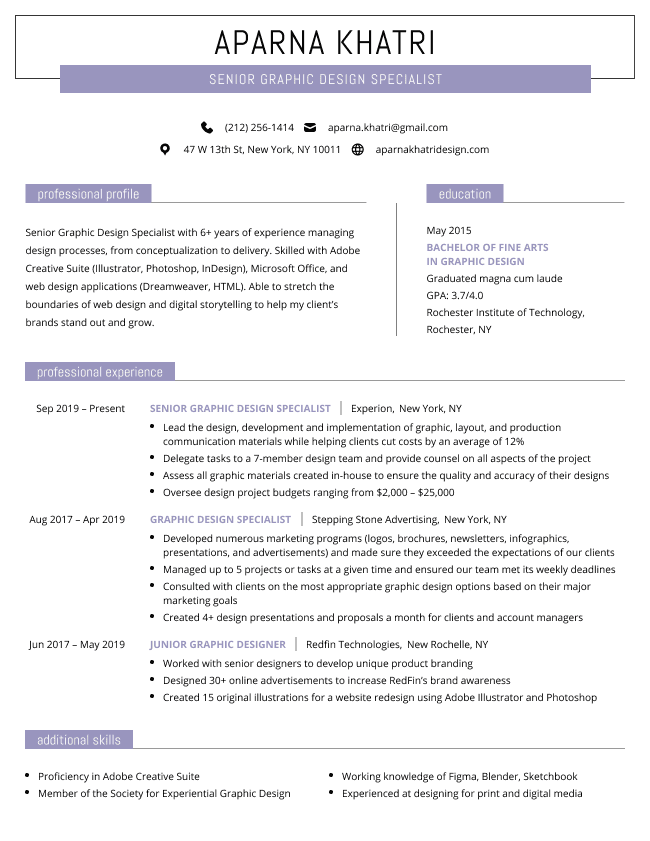 APARNA KHATRI
SENIOR GRAPHIC DESIGN SPECIALIST
(212) 256-1414 aparna.khatri@gmail.com
47 W 13th St, New York, NY 10011 aparnakhatridesign.com
professional profile
Senior Graphic Design Specialist with 6+ years of experience managing
design processes, from conceptualization to delivery. Skilled with Adobe
Creative Suite (Illustrator, Photoshop, InDesign), Microsoft Office, and
web design applications (Dreamweaver, HTML). Able to stretch the
boundaries of web design and digital storytelling to help my client's
brands stand out and grow.
education
May 2015
BACHELOR OF FINE ARTS
IN GRAPHIC DESIGN
Graduated magna cum laude
GPA: 3.7/4.0
Rochester Institute of Technology,
Rochester, NY
professional experience
Sep 2019 – Present SENIOR GRAPHIC DESIGN SPECIALIST | Experion, New York, NY
• Lead the design, development and implementation of graphic, layout, and production
communication materials while helping clients cut costs by an average of 12%
• Delegate tasks to a 7-member design team and provide counsel on all aspects of the project
• Assess all graphic materials created in-house to ensure the quality and accuracy of their designs
• Oversee design project budgets ranging from $2,000 – $25,000
Aug 2017 – Apr 2019 GRAPHIC DESIGN SPECIALIST | Stepping Stone Advertising, New York, NY
• Developed numerous marketing programs (logos, brochures, newsletters, infographics,
presentations, and advertisements) and made sure they exceeded the expectations of our clients
• Managed up to 5 projects or tasks at a given time and ensured our team met its weekly deadlines
• Consulted with clients on the most appropriate graphic design options based on their major
marketing goals
• Created 4+ design presentations and proposals a month for clients and account managers
Jun 2017 – May 2019 JUNIOR GRAPHIC DESIGNER | Redfin Technologies, New Rochelle, NY
• Worked with senior designers to develop unique product branding
• Designed 30+ online advertisements to increase RedFin's brand awareness
• Created 15 original illustrations for a website redesign using Adobe Illustrator and Photoshop
additional skills
• Proficiency in Adobe Creative Suite
• Member of the Society for Experiential Graphic Design
• Working knowledge of Figma, Blender, Sketchbook
• Experienced at designing for print and digital media